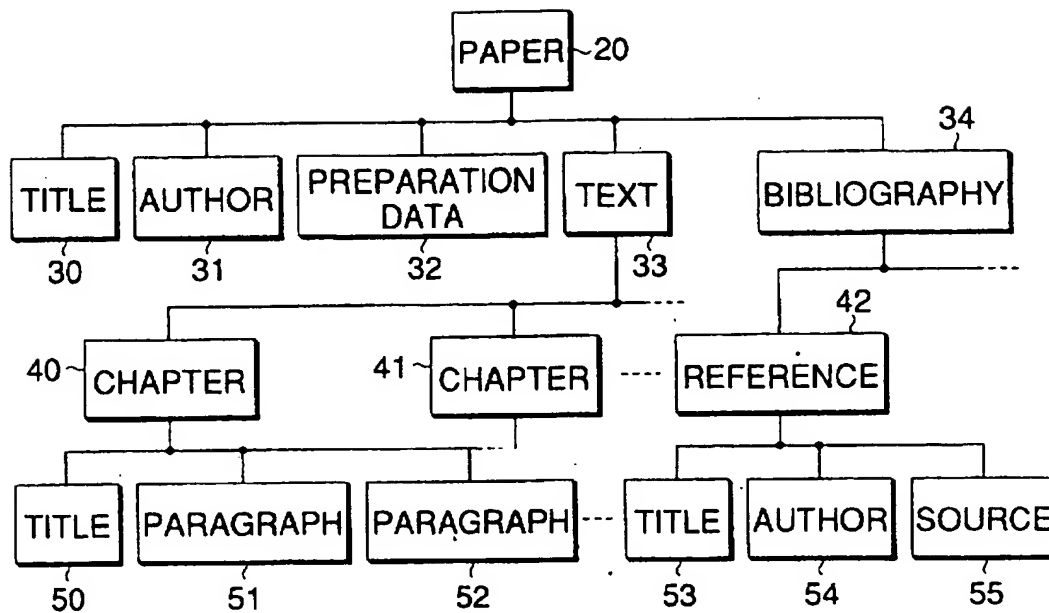 PAPER 20
34
TITLE AUTHOR PREPARATION DATA TEXT BIBLIOGRAPHY
30 31 32 33
42
40 CHAPTER 41 CHAPTER REFERENCE
TITLE PARAGRAPH PARAGRAPH TITLE AUTHOR SOURCE
50 51 52 53 54 55